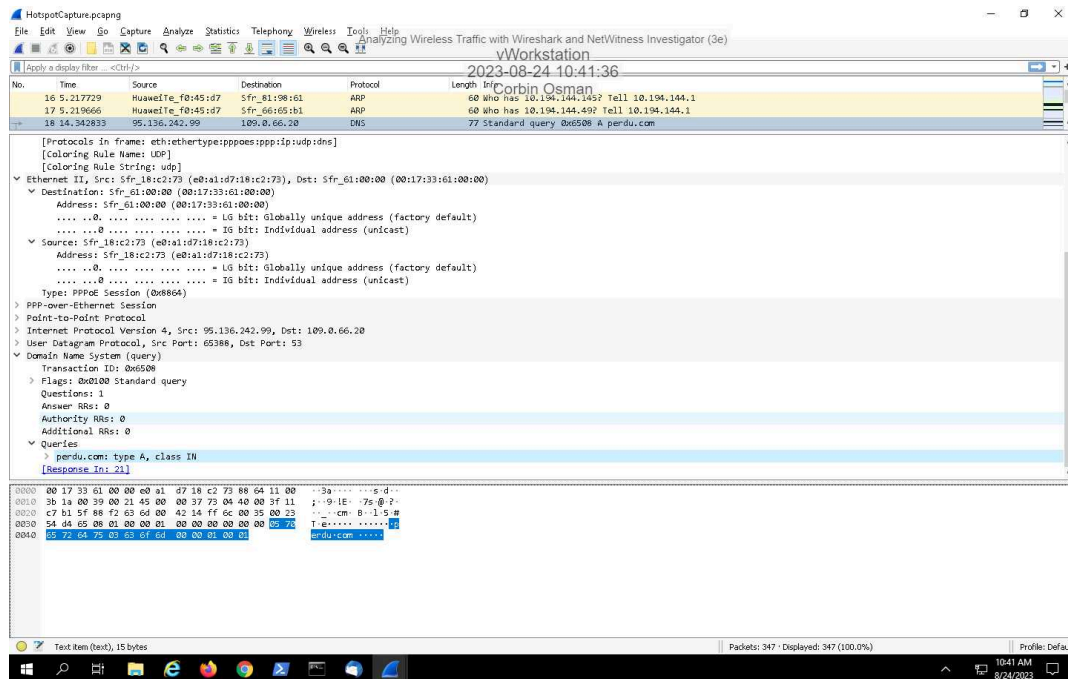 HotspotCapture.pcapng
File Edit View Go Capture Analyze Statistics Telephony Wireless Tools Help
Analyzing Wireless Traffic with Wireshark and NetWitness Investigator (3e)
vWorkstation
2023-08-24 10:41:36
Corbin Osman
Apply a display filter ... <Ctrl-/>
No. Time Source Destination Protocol Length Info
16 5.217729 HuaweiTe_f0:45:d7 Sfr_81:98:61 ARP 60 Who has 10.194.144.145? Tell 10.194.144.1
17 5.219666 HuaweiTe_f0:45:d7 Sfr_66:65:b1 ARP 60 Who has 10.194.144.49? Tell 10.194.144.1
18 14.342833 95.136.242.99 109.0.66.20 DNS 77 Standard query 0x6508 A perdu.com
[Protocols in frame: eth:ethertype:pppoes:ppp:ip:udp:dns]
[Coloring Rule Name: UDP]
[Coloring Rule String: udp]
Ethernet II, Src: Sfr_18:c2:73 (e0:a1:d7:18:c2:73), Dst: Sfr_61:00:00 (00:17:33:61:00:00)
Destination: Sfr_61:00:00 (00:17:33:61:00:00)
Address: Sfr_61:00:00 (00:17:33:61:00:00)
.... ..0. .... .... .... .... = LG bit: Globally unique address (factory default)
.... ...0 .... .... .... .... = IG bit: Individual address (unicast)
Source: Sfr_18:c2:73 (e0:a1:d7:18:c2:73)
Address: Sfr_18:c2:73 (e0:a1:d7:18:c2:73)
.... ..0. .... .... .... .... = LG bit: Globally unique address (factory default)
.... ...0 .... .... .... .... = IG bit: Individual address (unicast)
Type: PPPoE Session (0x8864)
PPP-over-Ethernet Session
Point-to-Point Protocol
Internet Protocol Version 4, Src: 95.136.242.99, Dst: 109.0.66.20
User Datagram Protocol, Src Port: 65388, Dst Port: 53
Domain Name System (query)
Transaction ID: 0x6508
Flags: 0x0100 Standard query
Questions: 1
Answer RRs: 0
Authority RRs: 0
Additional RRs: 0
Queries
perdu.com: type A, class IN
[Response In: 21]
0000 00 17 33 61 00 00 e0 a1 d7 18 c2 73 88 64 11 00 ··3a···· ···s·d··
0010 3b 1a 00 39 00 21 45 00 00 37 73 04 40 00 3f 11 ;··9·!E· ·7s·@·?·
0020 c7 b1 5f 88 f2 63 6d 00 42 14 ff 6c 00 35 00 23 ··_··cm· B··l·5·#
0030 54 d4 65 08 01 00 00 01 00 00 00 00 00 00 05 70 T·e····· ·······p
0040 65 72 64 75 03 63 6f 6d 00 00 01 00 01 erdu·com ·····
Text item (text), 15 bytes Packets: 347 · Displayed: 347 (100.0%) Profile: Defau
10:41 AM
8/24/2023